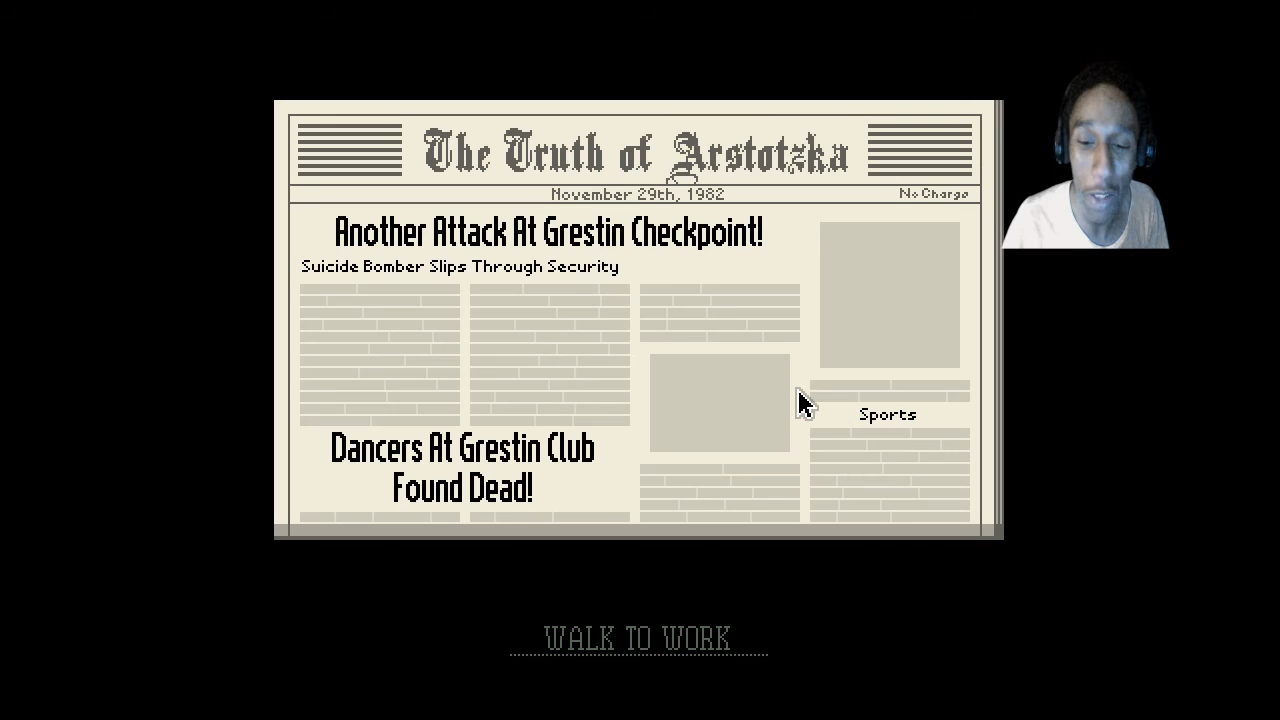 The Truth of Arstotzka
November 29th, 1982
No Charge
Another Attack At Grestin Checkpoint!
Suicide Bomber Slips Through Security
Dancers At Grestin Club
Found Dead!
Sports
WALK TO WORK